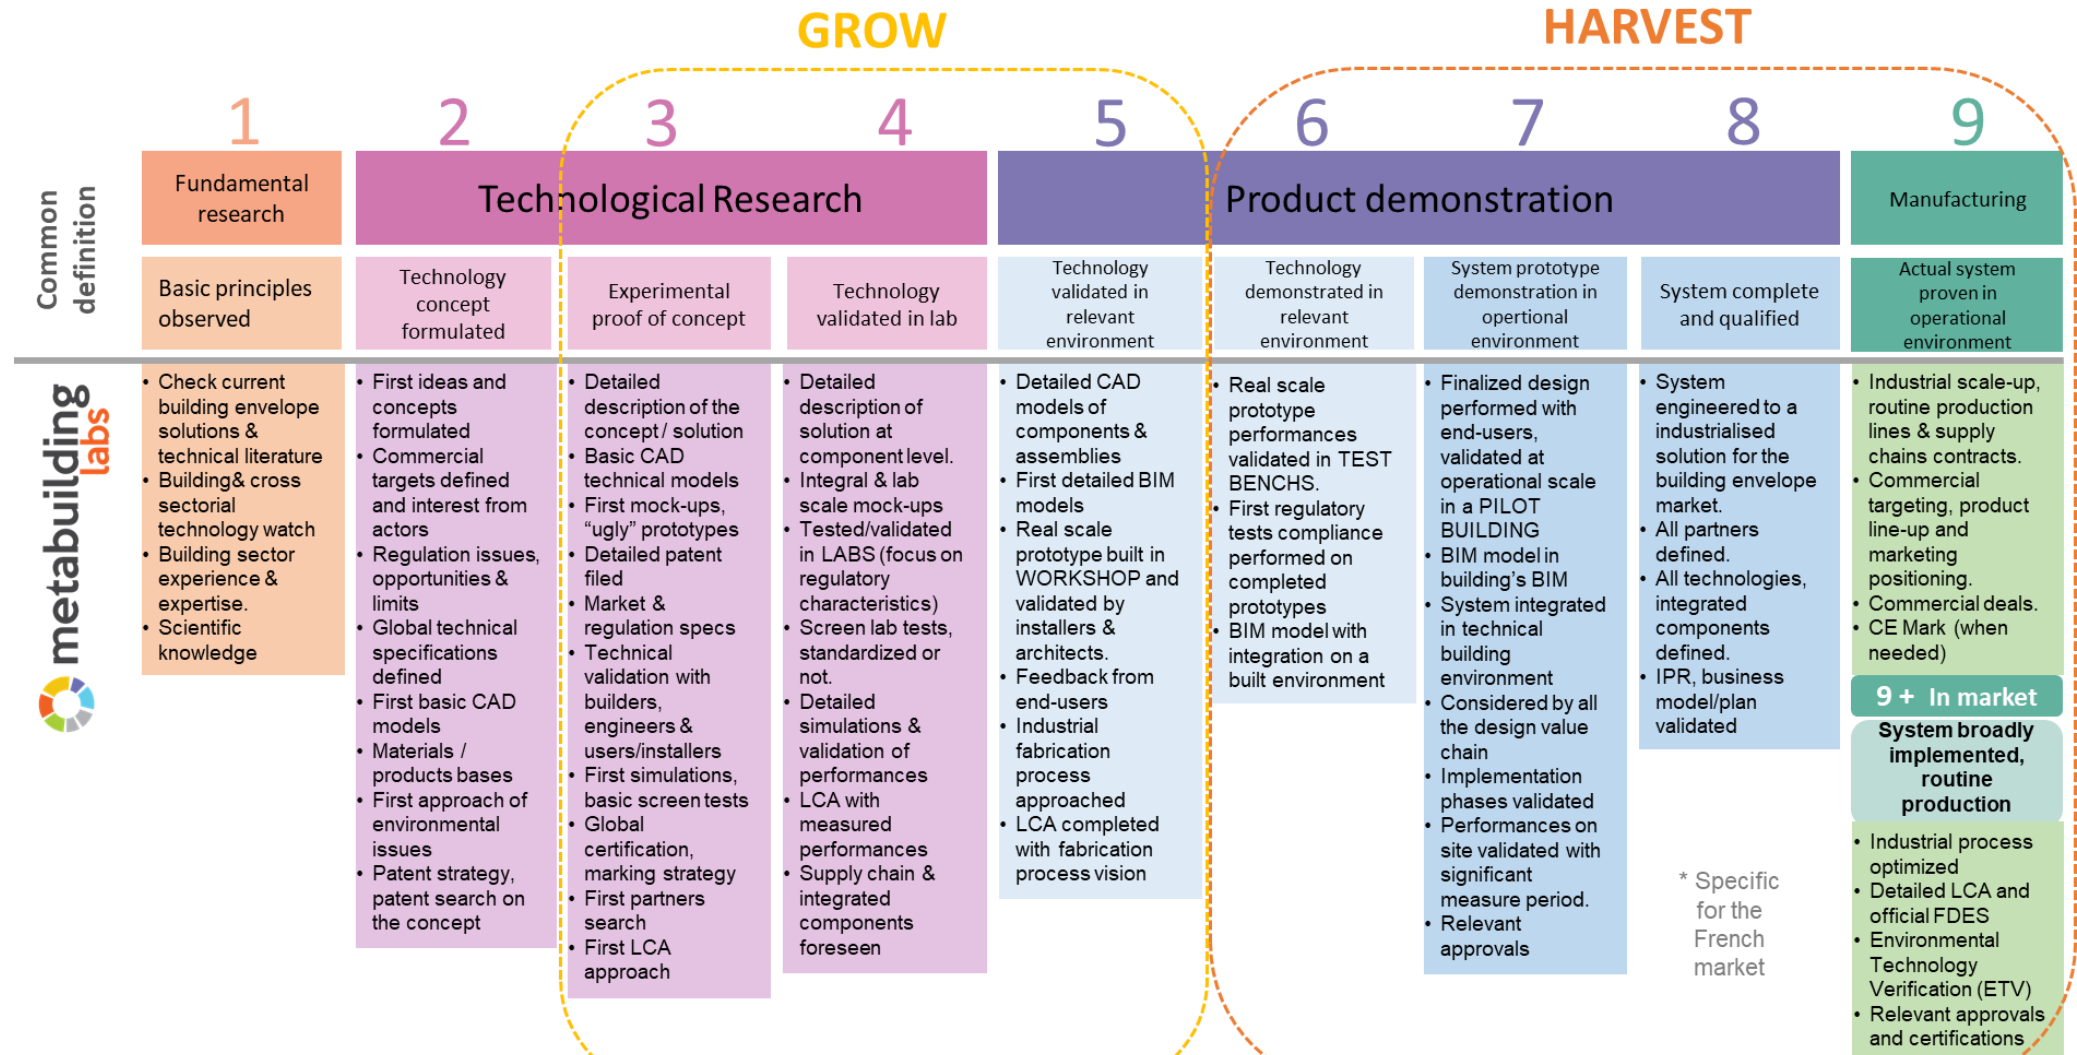 GROW
HARVEST
1
2
3
4
5
6
7
8
9
Common
definition
Fundamental
research
Technological Research
Product demonstration
Manufacturing
Basic principles
observed
Technology
concept
formulated
Experimental
proof of concept
Technology
validated in lab
Technology
validated in
relevant
environment
Technology
demonstrated in
relevant
environment
System prototype
demonstration in
opertional
environment
System complete
and qualified
Actual system
proven in
operational
environment
metabuilding
labs
• Check current
building envelope
solutions &
technical literature
• Building& cross
sectorial
technology watch
• Building sector
experience &
expertise.
• Scientific
knowledge
• First ideas and
concepts
formulated
• Commercial
targets defined
and interest from
actors
• Regulation issues,
opportunities &
limits
• Global technical
specifications
defined
• First basic CAD
models
• Materials /
products bases
• First approach of
environmental
issues
• Patent strategy,
patent search on
the concept
• Detailed
description of the
concept / solution
• Basic CAD
technical models
• First mock-ups,
“ugly” prototypes
• Detailed patent
filed
• Market &
regulation specs
• Technical
validation with
builders,
engineers &
users/installers
• First simulations,
basic screen tests
• Global
certification,
marking strategy
• First partners
search
• First LCA
approach
• Detailed
description of
solution at
component level.
• Integral & lab
scale mock-ups
• Tested/validated
in LABS (focus on
regulatory
characteristics)
• Screen lab tests,
standardized or
not.
• Detailed
simulations &
validation of
performances
• LCA with
measured
performances
• Supply chain &
integrated
components
foreseen
• Detailed CAD
models of
components &
assemblies
• First detailed BIM
models
• Real scale
prototype built in
WORKSHOP and
validated by
installers &
architects.
• Feedback from
end-users
• Industrial
fabrication
process
approached
• LCA completed
with fabrication
process vision
• Real scale
prototype
performances
validated in TEST
BENCHS.
• First regulatory
tests compliance
performed on
completed
prototypes
• BIM model with
integration on a
built environment
• Finalized design
performed with
end-users,
validated at
operational scale
in a PILOT
BUILDING
• BIM model in
building’s BIM
• System integrated
in technical
building
environment
• Considered by all
the design value
chain
• Implementation
phases validated
• Performances on
site validated with
significant
measure period.
• Relevant
approvals
• System
engineered to a
industrialised
solution for the
building envelope
market.
• All partners
defined.
• All technologies,
integrated
components
defined.
• IPR, business
model/plan
validated
* Specific
for the
French
market
• Industrial scale-up,
routine production
lines & supply
chains contracts.
• Commercial
targeting, product
line-up and
marketing
positioning.
• Commercial deals.
• CE Mark (when
needed)
9 + In market
System broadly
implemented,
routine
production
• Industrial process
optimized
• Detailed LCA and
official FDES
• Environmental
Technology
Verification (ETV)
• Relevant approvals
and certifications